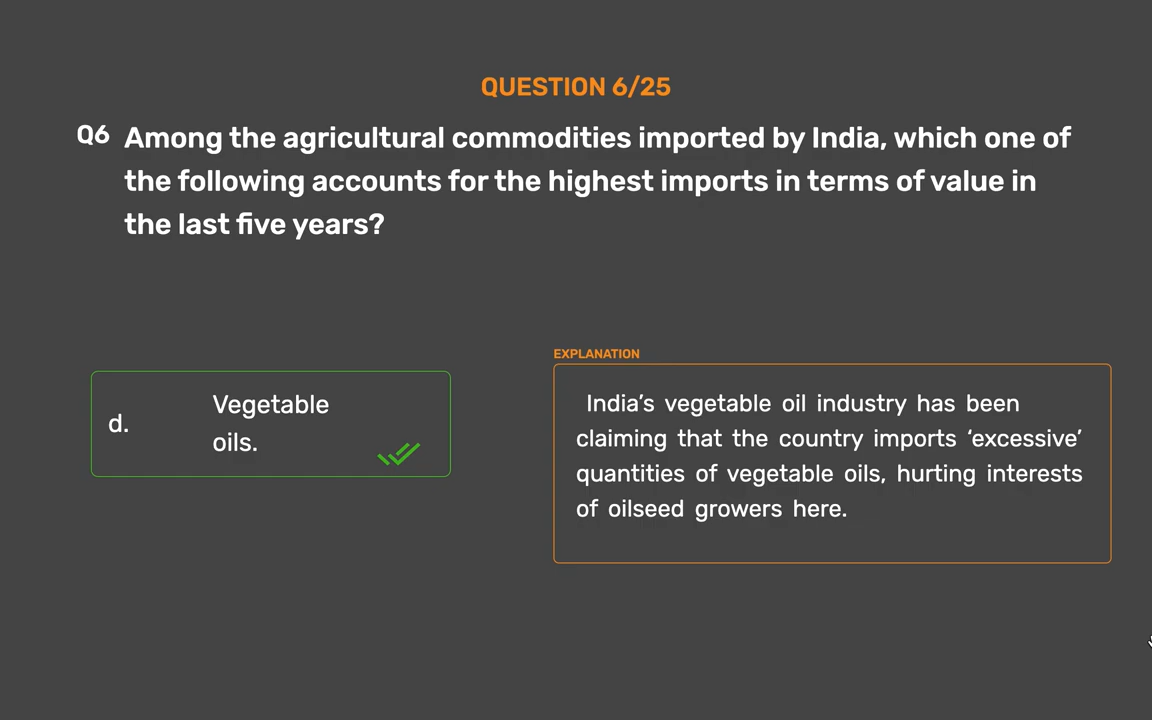 QUESTION 6/25
Q6 Among the agricultural commodities imported by India, which one of
the following accounts for the highest imports in terms of value in
the last five years?
d. Vegetable
oils.
EXPLANATION
India’s vegetable oil industry has been
claiming that the country imports ‘excessive’
quantities of vegetable oils, hurting interests
of oilseed growers here.